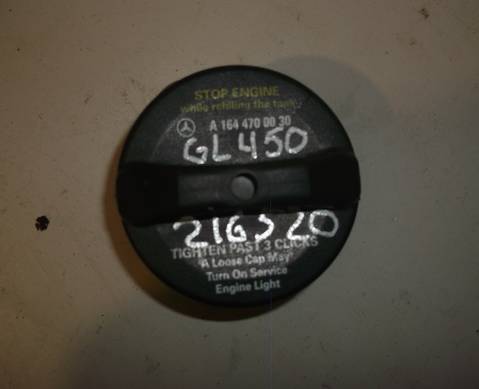 STOP ENGINE
while refilling the tank
A 164 470 00 30
GL450
216520
TIGHTEN PAST 3 CLICKS
"A Loose Cap May"
Turn On Service
Engine Light